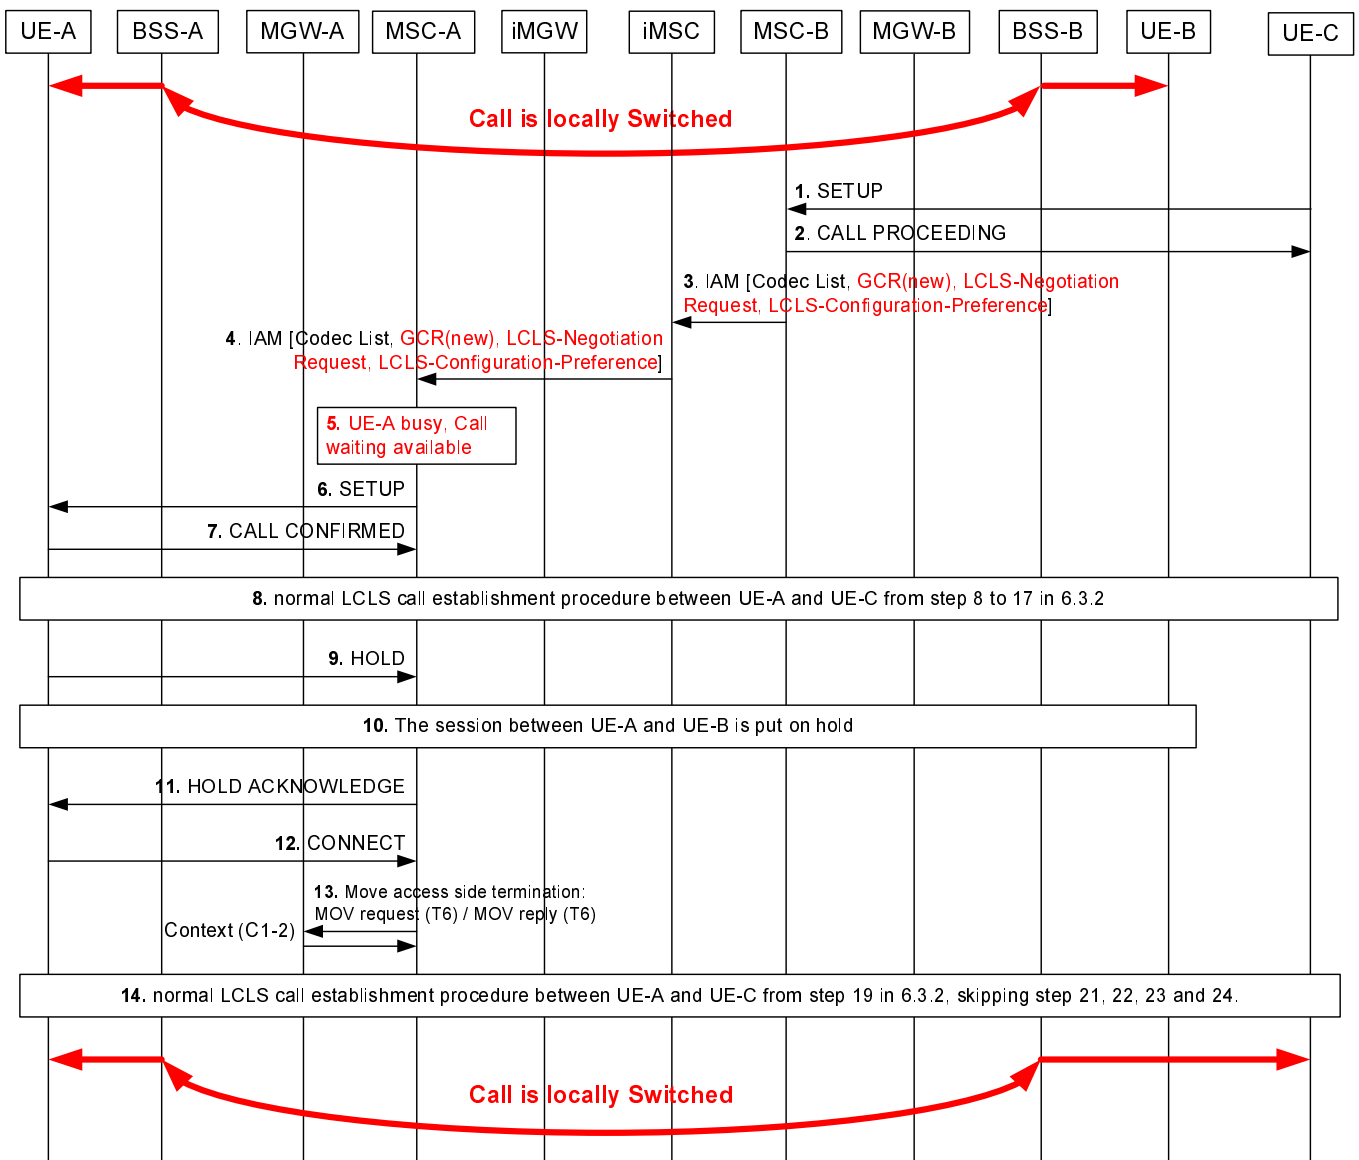 UE-A BSS-A MGW-A MSC-A iMGW iMSC MSC-B MGW-B BSS-B UE-B UE-C
Call is locally Switched
1. SETUP
2. CALL PROCEEDING
3. IAM [Codec List, GCR(new), LCLS-Negotiation
Request, LCLS-Configuration-Preference]
4. IAM [Codec List, GCR(new), LCLS-Negotiation
Request, LCLS-Configuration-Preference]
5. UE-A busy, Call
waiting available
6. SETUP
7. CALL CONFIRMED
8. normal LCLS call establishment procedure between UE-A and UE-C from step 8 to 17 in 6.3.2
9. HOLD
10. The session between UE-A and UE-B is put on hold
11. HOLD ACKNOWLEDGE
12. CONNECT
13. Move access side termination:
MOV request (T6) / MOV reply (T6)
Context (C1-2)
14. normal LCLS call establishment procedure between UE-A and UE-C from step 19 in 6.3.2, skipping step 21, 22, 23 and 24.
Call is locally Switched